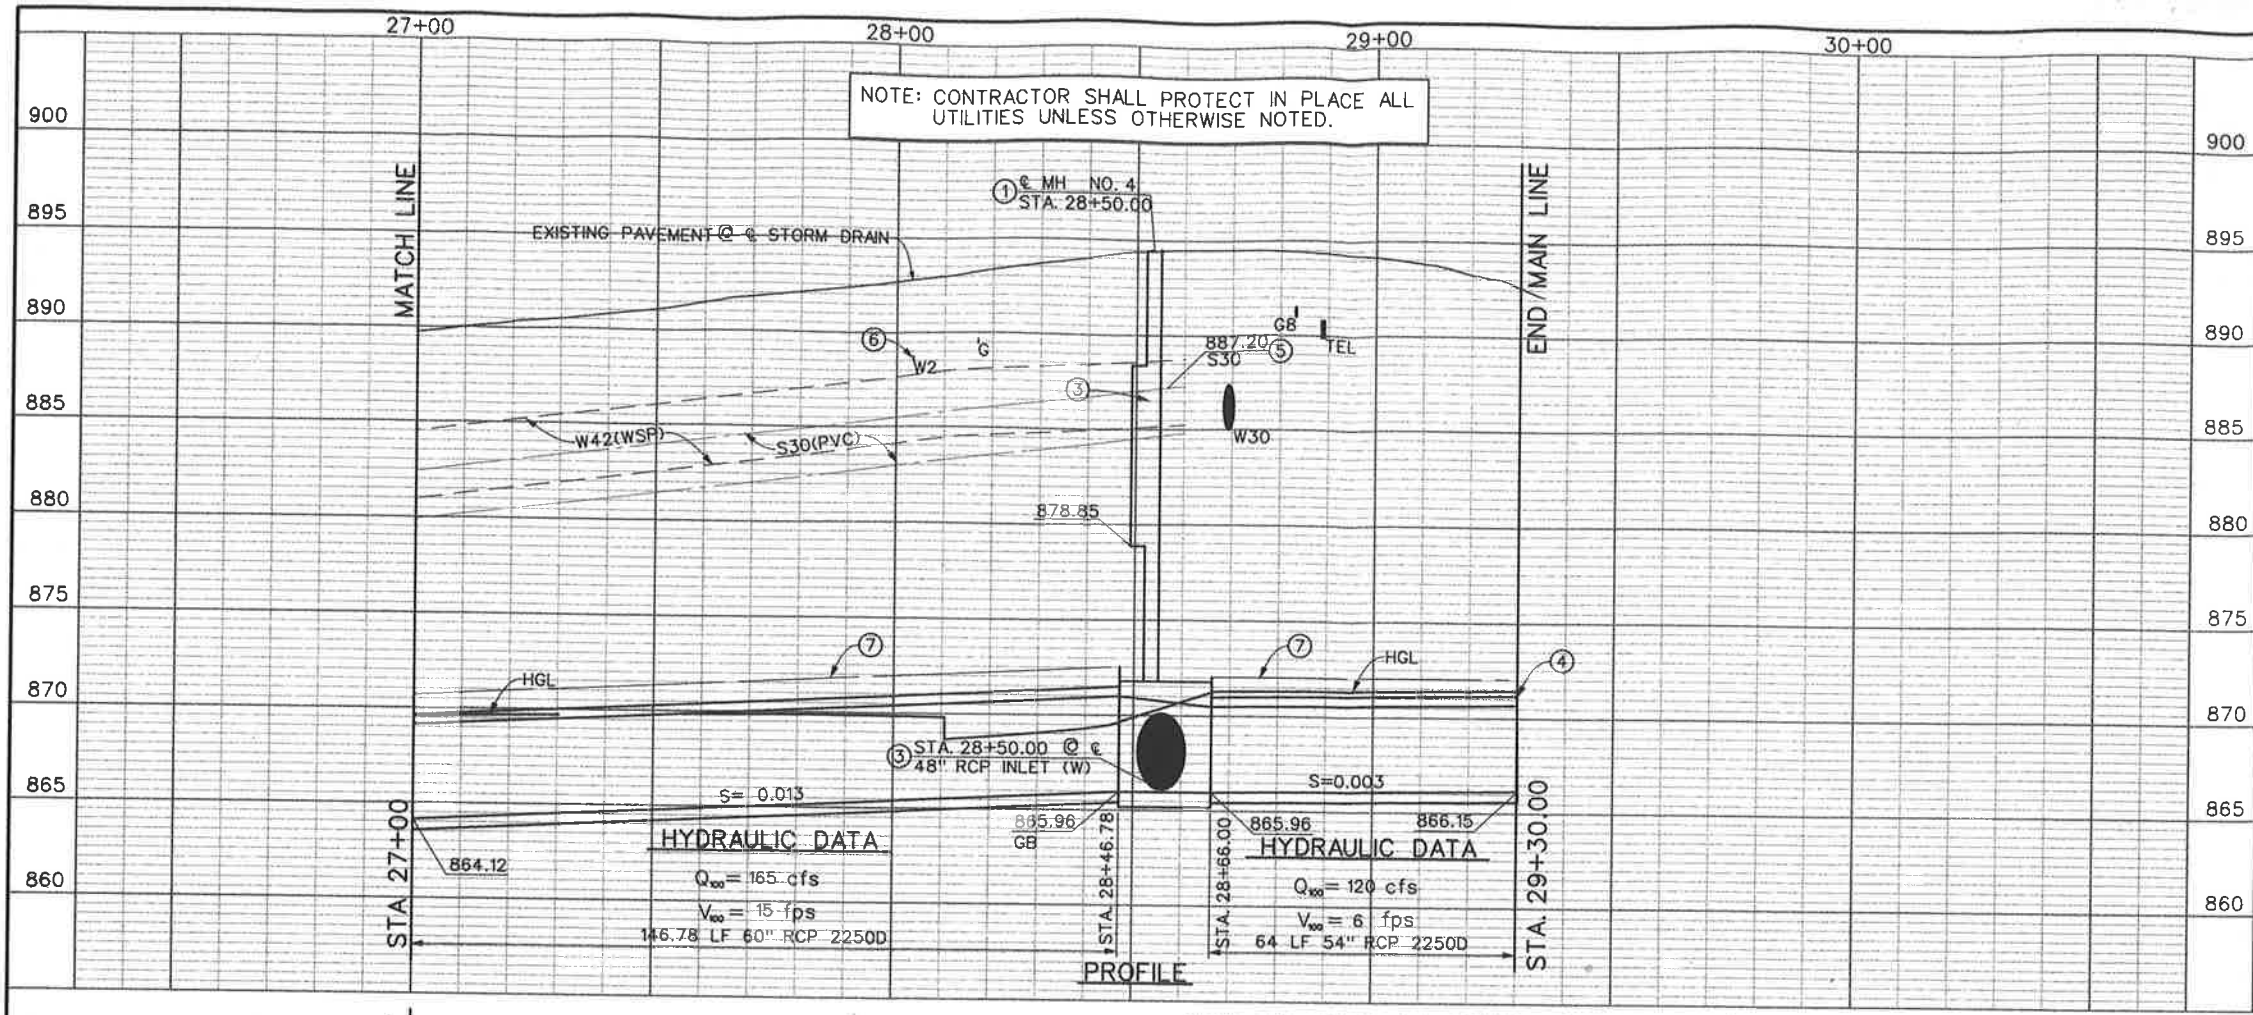 27+00
28+00
29+00
30+00
NOTE: CONTRACTOR SHALL PROTECT IN PLACE ALL
UTILITIES UNLESS OTHERWISE NOTED.
900
900
MATCH LINE
1
℄ MH NO. 4
STA. 28+50.00
END/MAIN LINE
895
EXISTING PAVEMENT @ ℄ STORM DRAIN
895
890
6
W2
G
887.20
S30
5
G8
TEL
890
3
885
W42(WSP)
S30(PVC)
W30
885
880
878.85
880
875
875
7
7
HGL
HGL
4
870
870
3
STA. 28+50.00 @ ℄
48" RCP INLET (W)
865
S= 0.013
S=0.003
865
STA. 27+00
864.12
865.96
GB
STA. 28+46.78
STA. 28+66.00
865.96
866.15
STA. 29+30.00
HYDRAULIC DATA
Q₁₀₀= 165 cfs
V₁₀₀= 15 fps
146.78 LF 60" RCP 2250D
HYDRAULIC DATA
Q₁₀₀= 120 cfs
V₁₀₀= 6 fps
64 LF 54" RCP 2250D
860
860
PROFILE